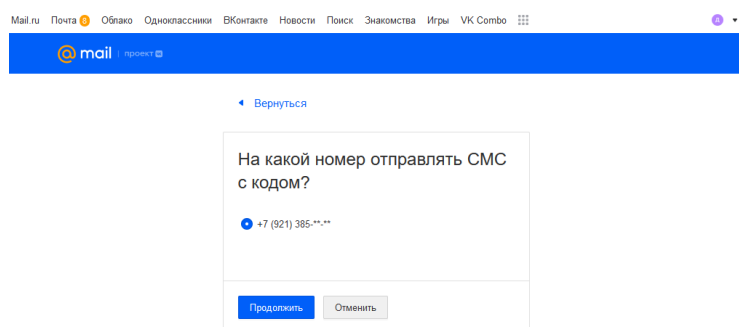 Mail.ru Почта 8 Облако Одноклассники ВКонтакте Новости Поиск Знакомства Игры VK Combo
@mail проект
Вернуться
На какой номер отправлять СМС
с кодом?
+7 (921) 385-**-**
Продолжить Отменить